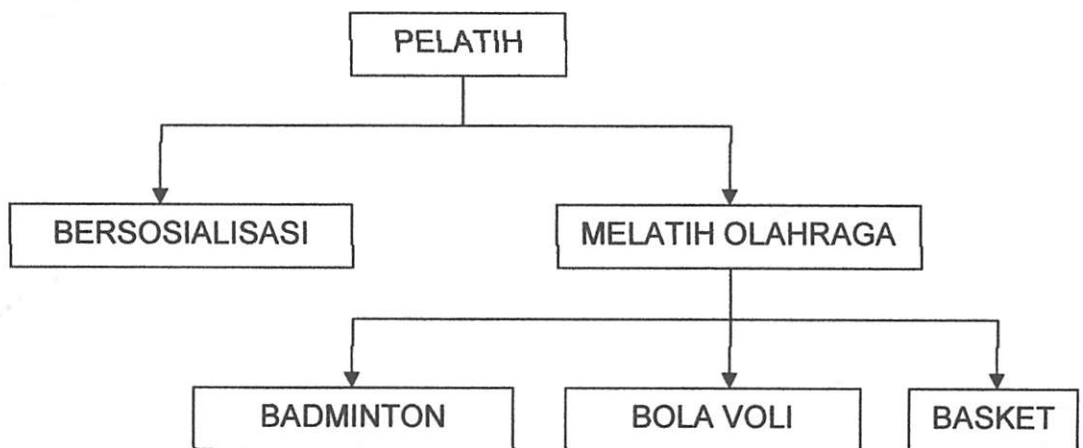 PELATIH
BERSOSIALISASI
MELATIH OLAHRAGA
BADMINTON
BOLA VOLI
BASKET